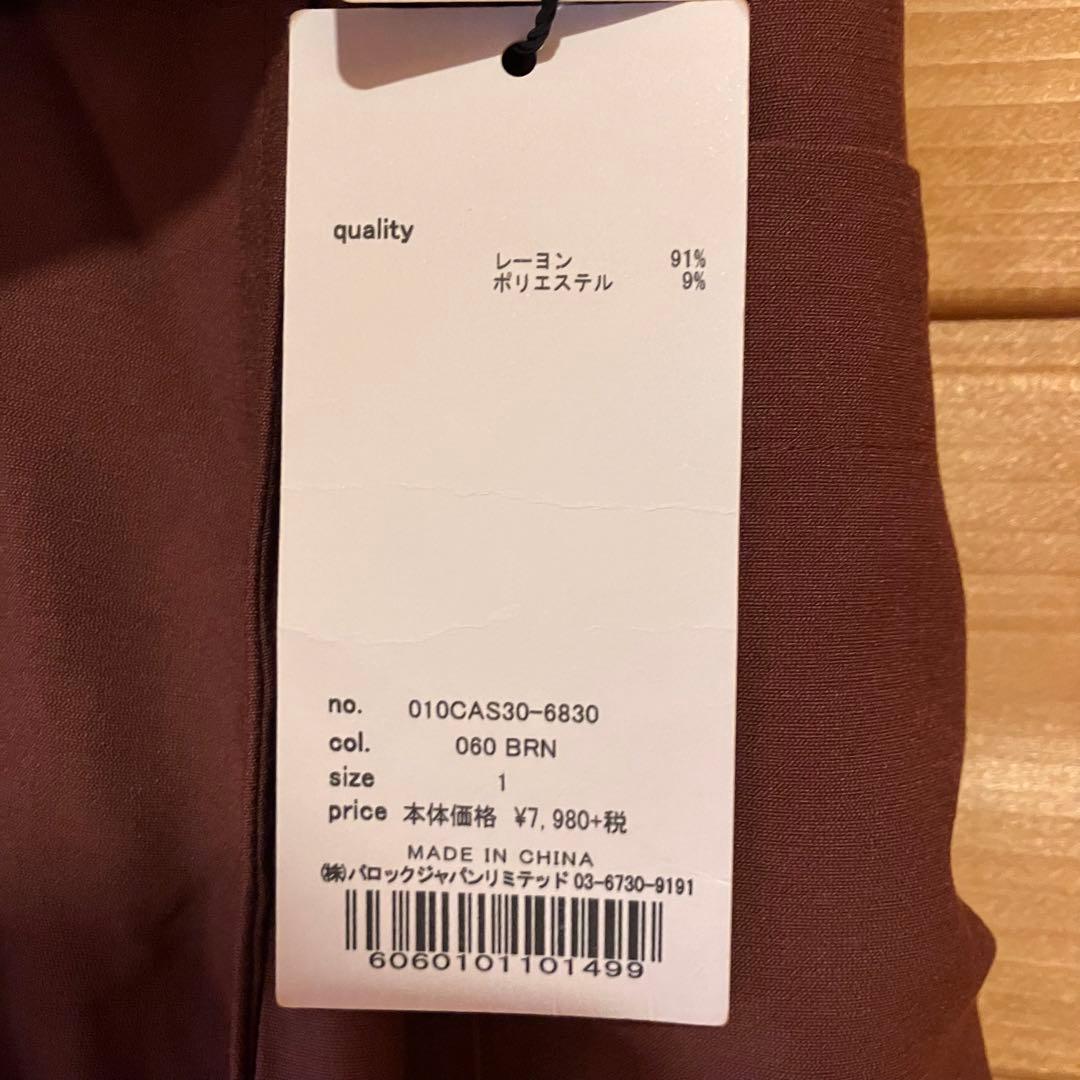 quality
レーヨン 91%
ポリエステル 9%
no. 010CAS30-6830
col. 060 BRN
size 1
price 本体価格 ¥7,980+税
MADE IN CHINA
㈱バロックジャパンリミテッド 03-6730-9191
6060101101499